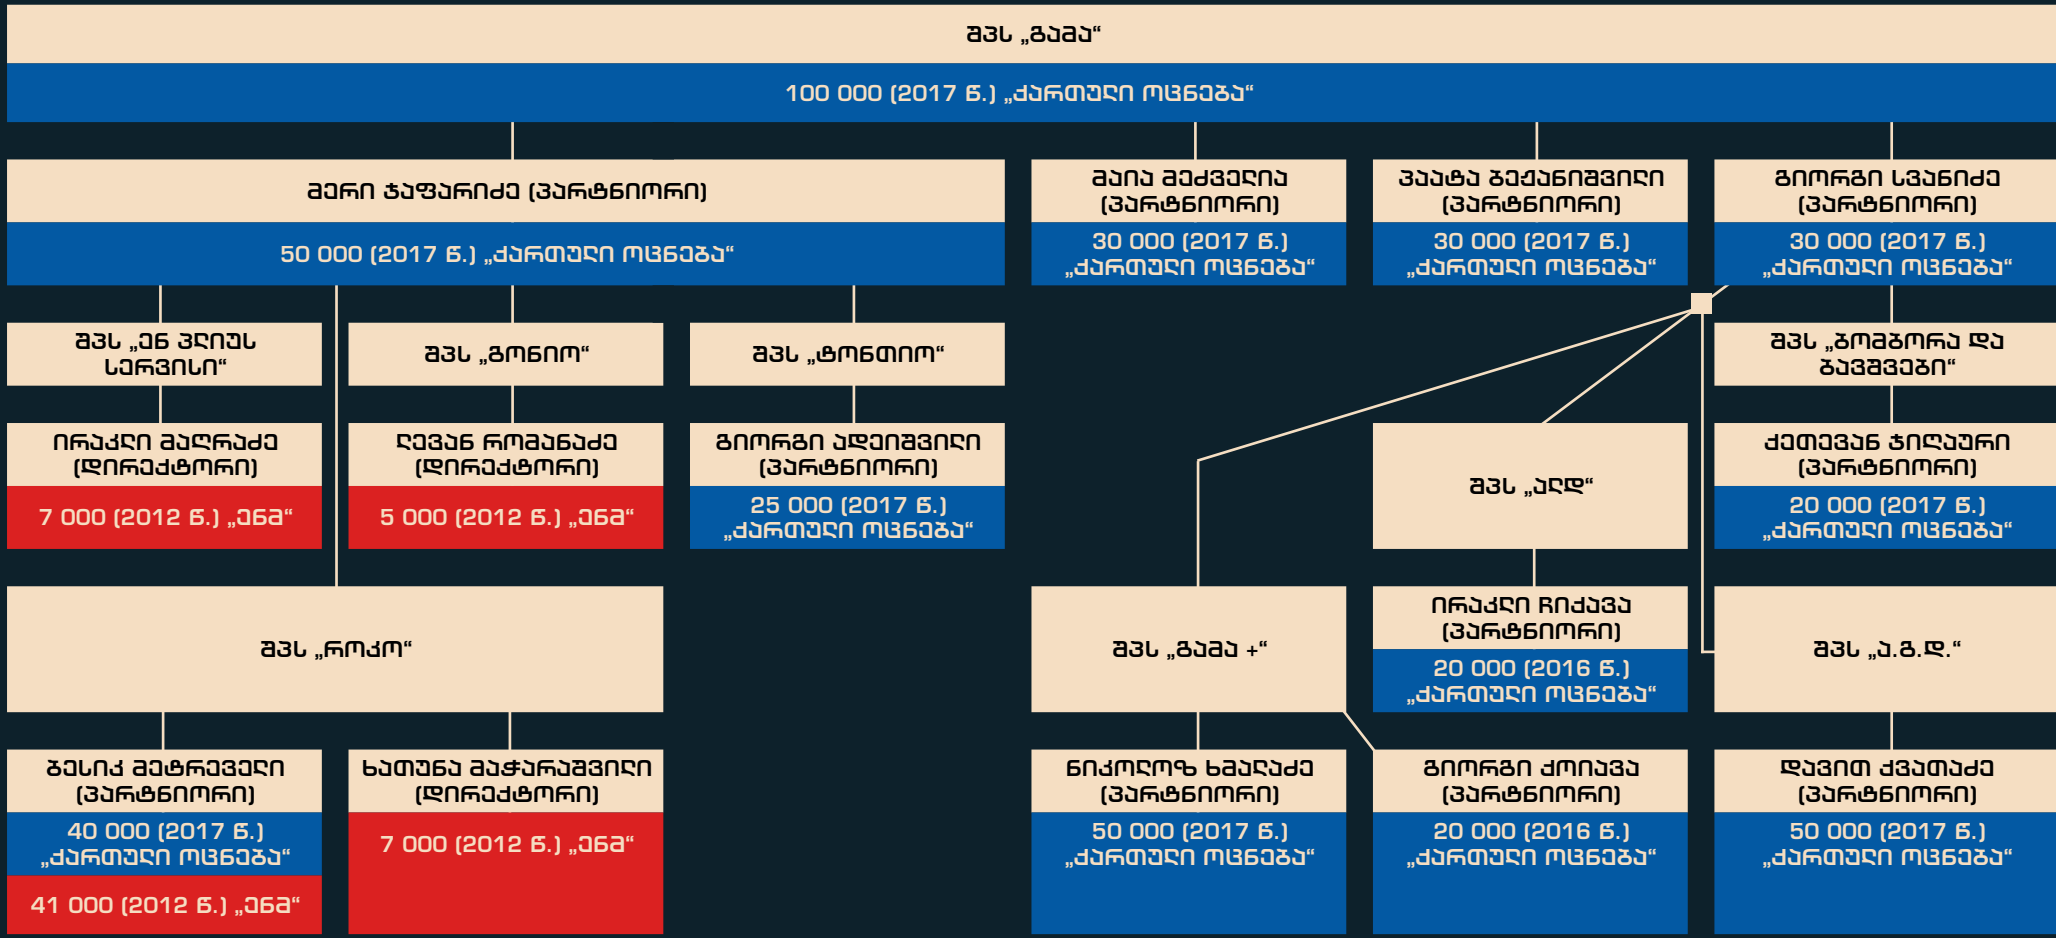 შპს „გამა“
100 000 (2017 წ.) „ქართული ოცნება“
მერი ჯაფარიძე (პარტნიორი)
50 000 (2017 წ.) „ქართული ოცნება“
მაია მეძველია
(პარტნიორი)
30 000 (2017 წ.)
„ქართული ოცნება“
პაატა ბეჟანიშვილი
(პარტნიორი)
30 000 (2017 წ.)
„ქართული ოცნება“
გიორგი სვანიძე
(პარტნიორი)
30 000 (2017 წ.)
„ქართული ოცნება“
შპს „ენ პლიუს
სერვისი“
შპს „გონიო“
შპს „ტონთიო“
შპს „ბომბორა და
ბავშვები“
ირაკლი მაღრაძე
(დირექტორი)
7 000 (2012 წ.) „ენმ“
ლევან რომანაძე
(დირექტორი)
5 000 (2012 წ.) „ენმ“
გიორგი ადეიშვილი
(პარტნიორი)
25 000 (2017 წ.)
„ქართული ოცნება“
შპს „ალდ“
ქეთევან ჯიღაური
(პარტნიორი)
20 000 (2017 წ.)
„ქართული ოცნება“
შპს „როკო“
შპს „გამა +“
ირაკლი ჩიქავა
(პარტნიორი)
20 000 (2016 წ.)
„ქართული ოცნება“
შპს „ა.გ.დ.“
ბესიკ მეტრეველი
(პარტნიორი)
40 000 (2017 წ.)
„ქართული ოცნება“
41 000 (2012 წ.) „ენმ“
ხათუნა მაჭარაშვილი
(დირექტორი)
7 000 (2012 წ.) „ენმ“
ნიკოლოზ ხმალაძე
(პარტნიორი)
50 000 (2017 წ.)
„ქართული ოცნება“
გიორგი ქოიავა
(პარტნიორი)
20 000 (2016 წ.)
„ქართული ოცნება“
დავით ქვათაძე
(პარტნიორი)
50 000 (2017 წ.)
„ქართული ოცნება“